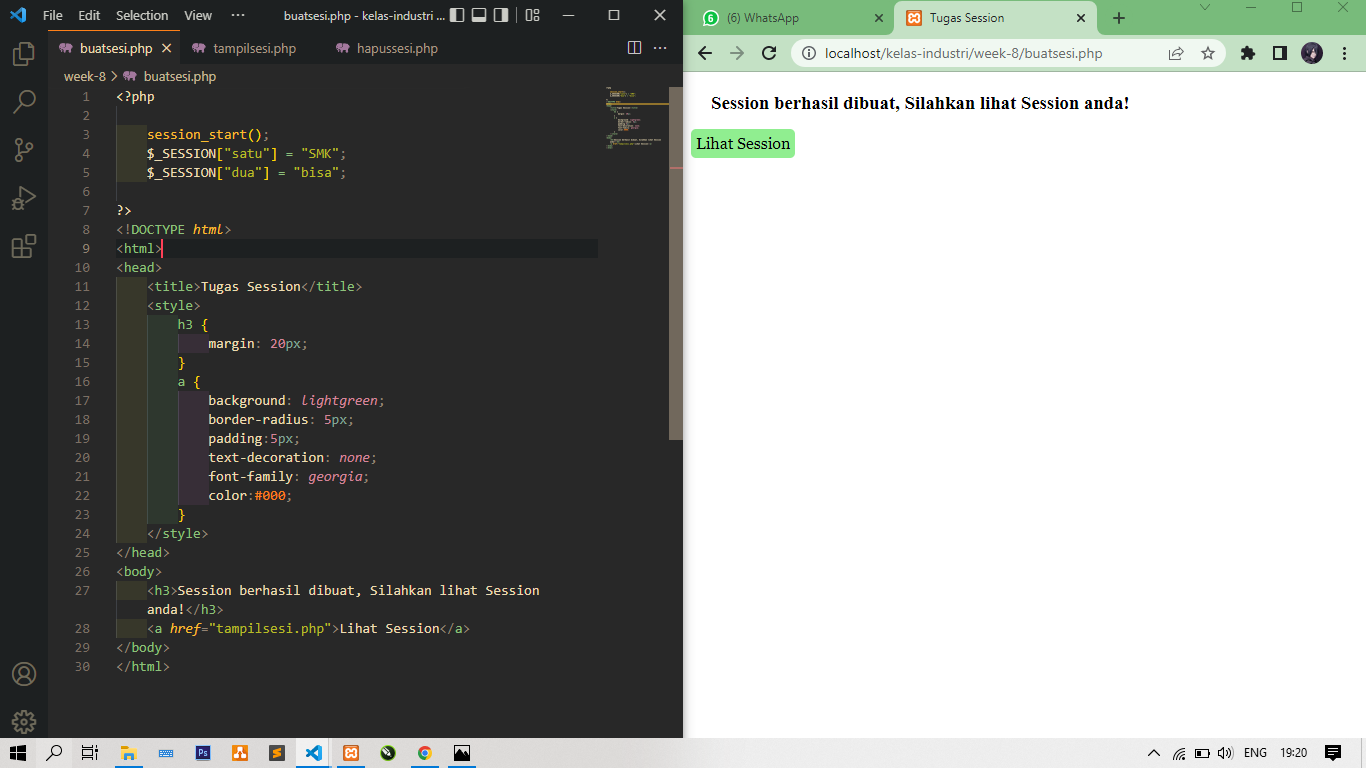 File Edit Selection View ··· buatsesi.php - kelas-industri ...
buatsesi.php tampilsesi.php hapussesi.php
week-8 > buatsesi.php
1 <?php
2
3 session_start();
4 $_SESSION["satu"] = "SMK";
5 $_SESSION["dua"] = "bisa";
6
7 ?>
8 <!DOCTYPE html>
9 <html>
10 <head>
11 <title>Tugas Session</title>
12 <style>
13 h3 {
14 margin: 20px;
15 }
16 a {
17 background: lightgreen;
18 border-radius: 5px;
19 padding:5px;
20 text-decoration: none;
21 font-family: georgia;
22 color:#000;
23 }
24 </style>
25 </head>
26 <body>
27 <h3>Session berhasil dibuat, Silahkan lihat Session
anda!</h3>
28 <a href="tampilsesi.php">Lihat Session</a>
29 </body>
30 </html>
6 (6) WhatsApp Tugas Session
localhost/kelas-industri/week-8/buatsesi.php
Session berhasil dibuat, Silahkan lihat Session anda!
Lihat Session
Ps ENG 19:20